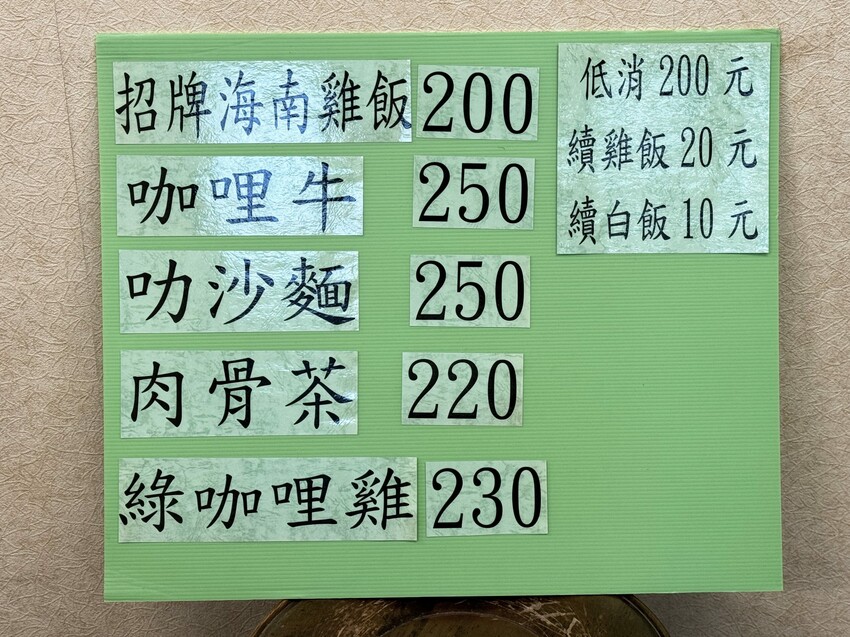 招牌海南雞飯 200
咖哩牛 250
叻沙麵 250
肉骨茶 220
綠咖哩雞 230
低消 200 元
續雞飯 20 元
續白飯 10 元